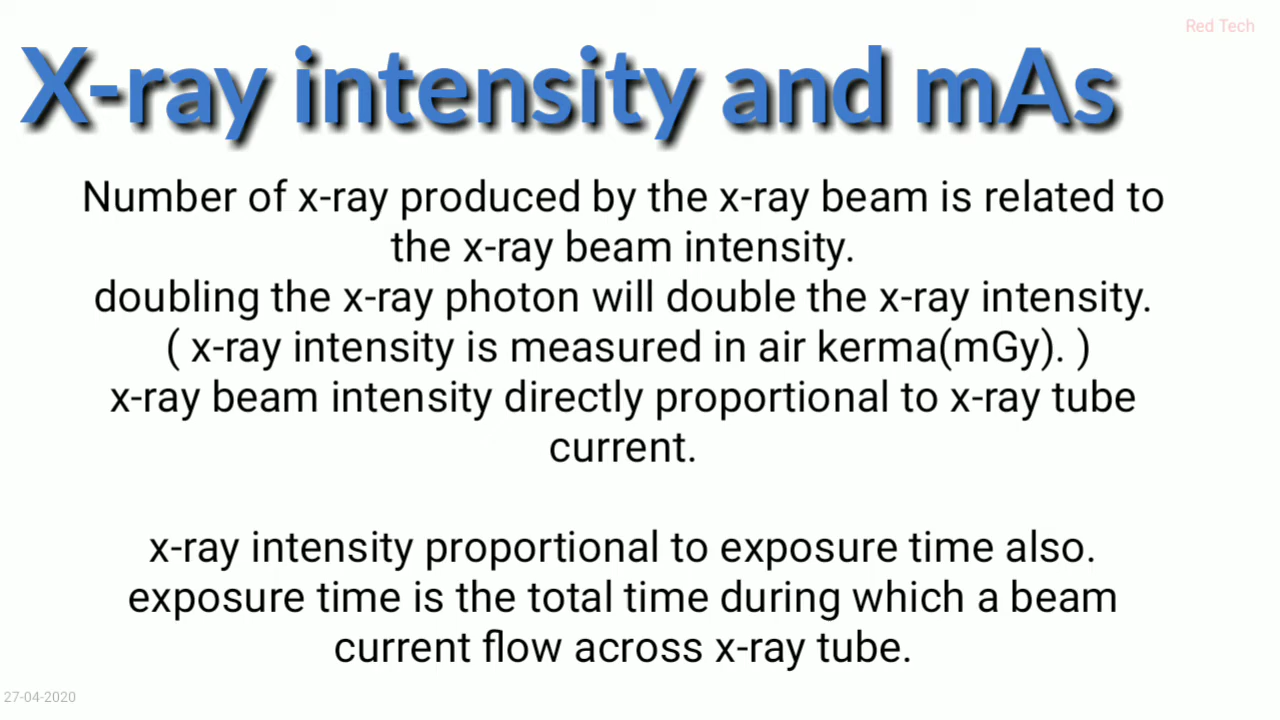 Red Tech
X-ray intensity and mAs
Number of x-ray produced by the x-ray beam is related to
the x-ray beam intensity.
doubling the x-ray photon will double the x-ray intensity.
( x-ray intensity is measured in air kerma(mGy). )
x-ray beam intensity directly proportional to x-ray tube
current.
x-ray intensity proportional to exposure time also.
exposure time is the total time during which a beam
current flow across x-ray tube.
27-04-2020